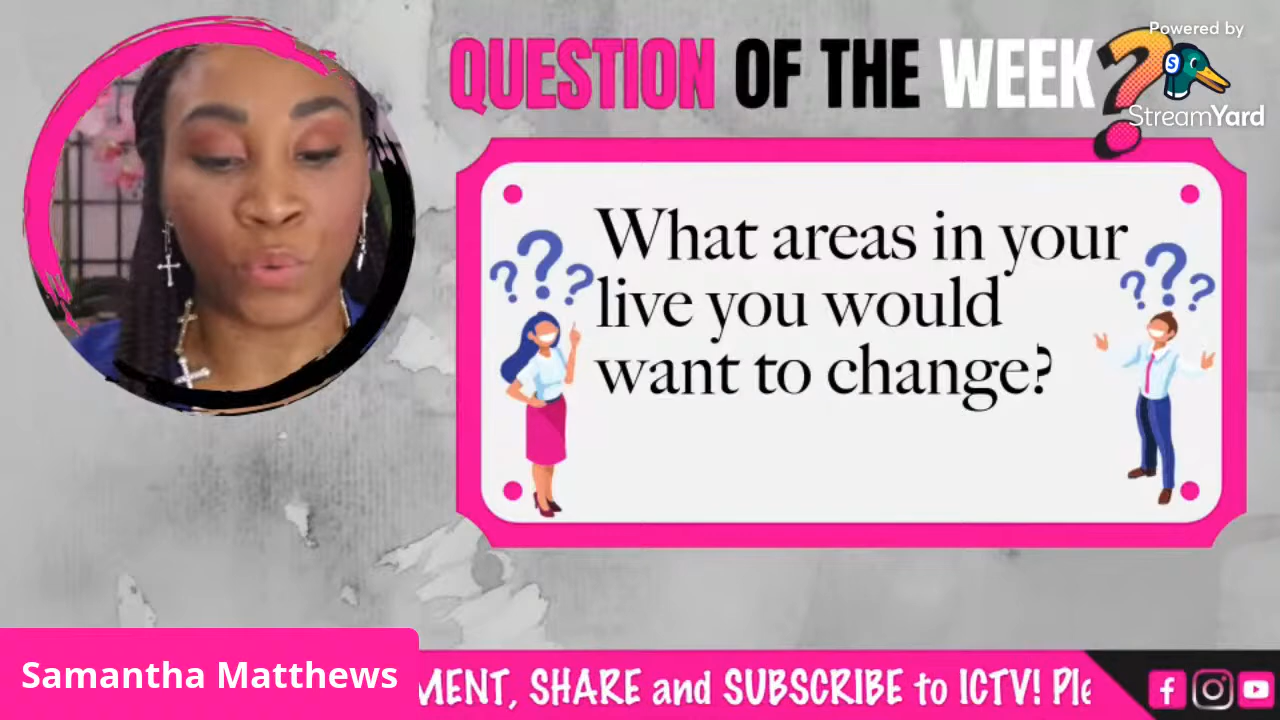 Powered by
StreamYard
QUESTION OF THE WEEK?
What areas in your
live you would
want to change?
Samantha Matthews
MENT, SHARE and SUBSCRIBE to ICTV! Ple